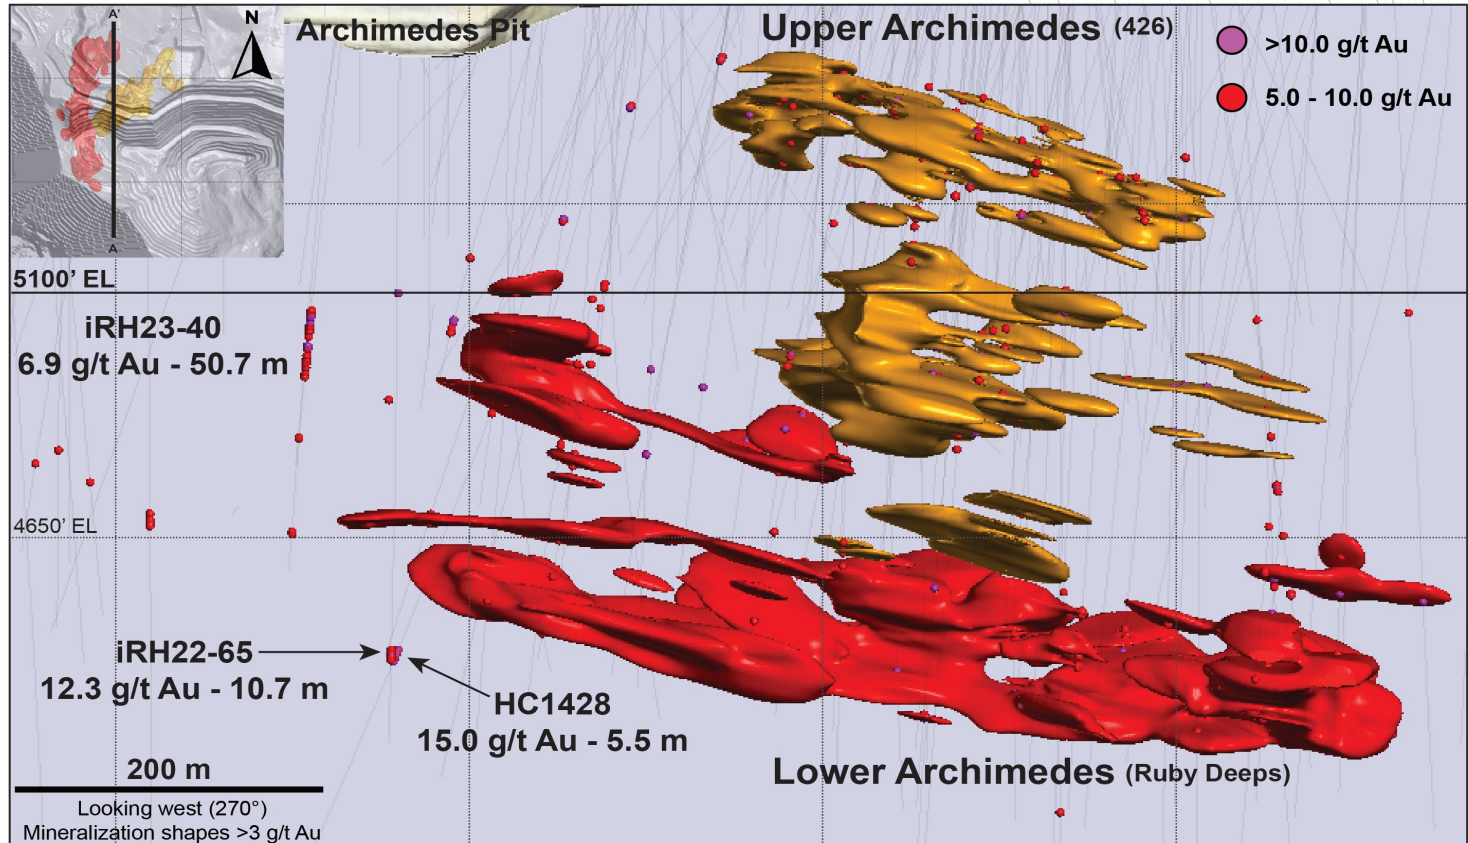 A'
N
A
Archimedes Pit
Upper Archimedes (426)
>10.0 g/t Au
5.0 - 10.0 g/t Au
5100’ EL
iRH23-40
6.9 g/t Au - 50.7 m
4650’ EL
iRH22-65
12.3 g/t Au - 10.7 m
HC1428
15.0 g/t Au - 5.5 m
Lower Archimedes (Ruby Deeps)
200 m
Looking west (270°)
Mineralization shapes >3 g/t Au